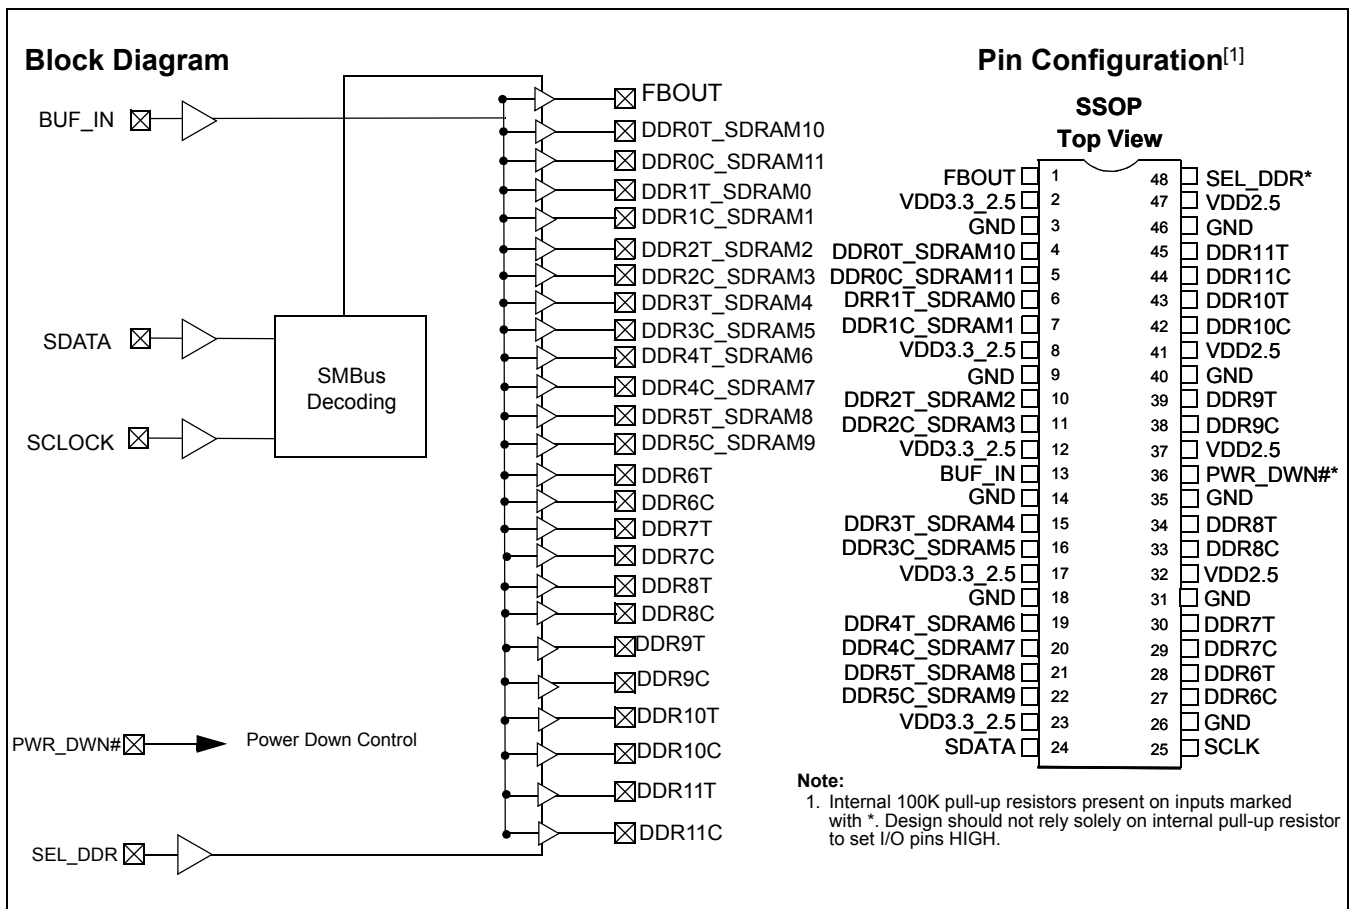 Block Diagram
BUF_IN
SDATA
SCLOCK
SMBus
Decoding
PWR_DWN#
Power Down Control
SEL_DDR
FBOUT
DDR0T_SDRAM10
DDR0C_SDRAM11
DDR1T_SDRAM0
DDR1C_SDRAM1
DDR2T_SDRAM2
DDR2C_SDRAM3
DDR3T_SDRAM4
DDR3C_SDRAM5
DDR4T_SDRAM6
DDR4C_SDRAM7
DDR5T_SDRAM8
DDR5C_SDRAM9
DDR6T
DDR6C
DDR7T
DDR7C
DDR8T
DDR8C
DDR9T
DDR9C
DDR10T
DDR10C
DDR11T
DDR11C
Pin Configuration[1]
SSOP
Top View
FBOUT 1 48 SEL_DDR*
VDD3.3_2.5 2 47 VDD2.5
GND 3 46 GND
DDR0T_SDRAM10 4 45 DDR11T
DDR0C_SDRAM11 5 44 DDR11C
DRR1T_SDRAM0 6 43 DDR10T
DDR1C_SDRAM1 7 42 DDR10C
VDD3.3_2.5 8 41 VDD2.5
GND 9 40 GND
DDR2T_SDRAM2 10 39 DDR9T
DDR2C_SDRAM3 11 38 DDR9C
VDD3.3_2.5 12 37 VDD2.5
BUF_IN 13 36 PWR_DWN#*
GND 14 35 GND
DDR3T_SDRAM4 15 34 DDR8T
DDR3C_SDRAM5 16 33 DDR8C
VDD3.3_2.5 17 32 VDD2.5
GND 18 31 GND
DDR4T_SDRAM6 19 30 DDR7T
DDR4C_SDRAM7 20 29 DDR7C
DDR5T_SDRAM8 21 28 DDR6T
DDR5C_SDRAM9 22 27 DDR6C
VDD3.3_2.5 23 26 GND
SDATA 24 25 SCLK
Note:
1. Internal 100K pull-up resistors present on inputs marked
with *. Design should not rely solely on internal pull-up resistor
to set I/O pins HIGH.